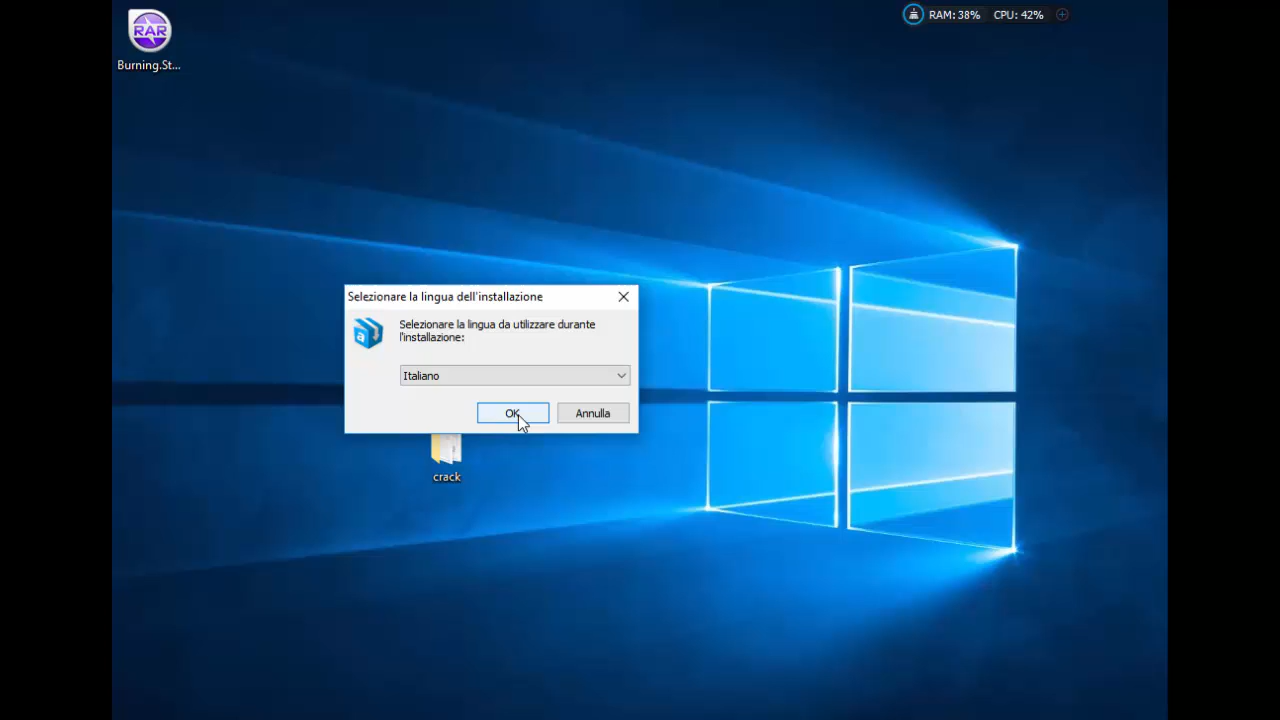 RAR
Burning.St...
RAM: 38% CPU: 42%
Selezionare la lingua dell'installazione
a
Selezionare la lingua da utilizzare durante
l'installazione:
Italiano
OK
Annulla
crack